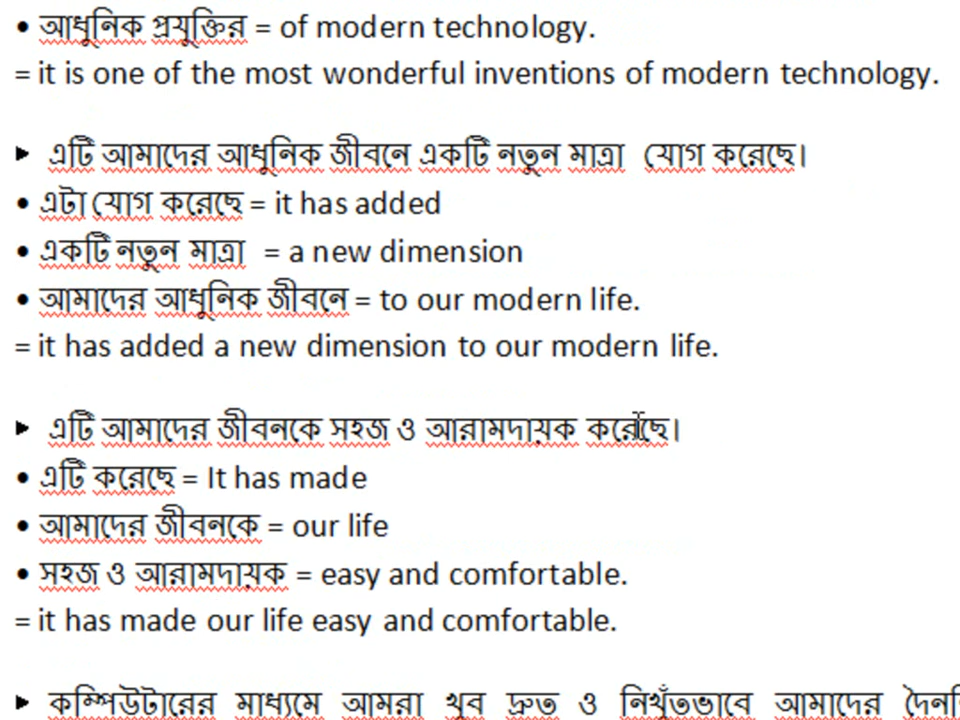 • আধুনিক প্রযুক্তির = of modern technology.
= it is one of the most wonderful inventions of modern technology.
► এটি আমাদের আধুনিক জীবনে একটি নতুন মাত্রা যোগ করেছে।
• এটা যোগ করেছে = it has added
• একটি নতুন মাত্রা = a new dimension
• আমাদের আধুনিক জীবনে = to our modern life.
= it has added a new dimension to our modern life.
► এটি আমাদের জীবনকে সহজ ও আরামদায়ক করেছে।
• এটি করেছে = It has made
• আমাদের জীবনকে = our life
• সহজ ও আরামদায়ক = easy and comfortable.
= it has made our life easy and comfortable.
► কম্পিউটারের মাধ্যমে আমরা খুব দ্রুত ও নিখুঁতভাবে আমাদের